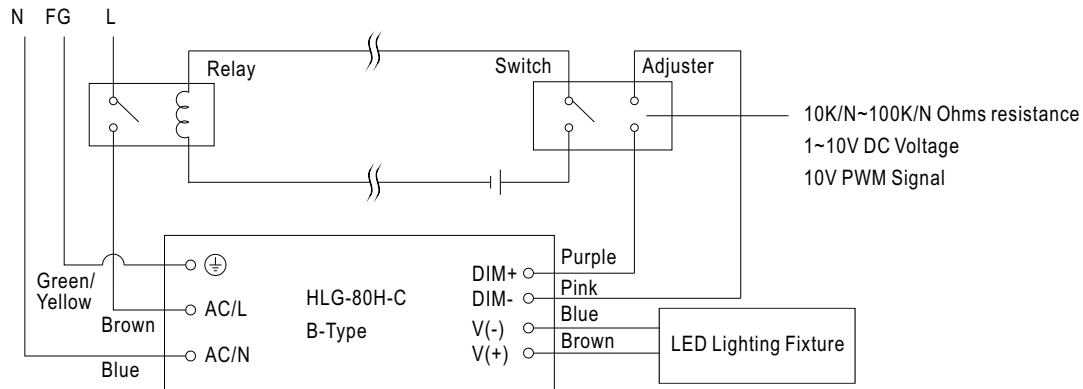 N FG L
Relay
Switch
Adjuster
10K/N~100K/N Ohms resistance
1~10V DC Voltage
10V PWM Signal
Green/
Yellow
Brown
Blue
AC/L
AC/N
HLG-80H-C
B-Type
DIM+
DIM-
V(-)
V(+)
Purple
Pink
Blue
Brown
LED Lighting Fixture